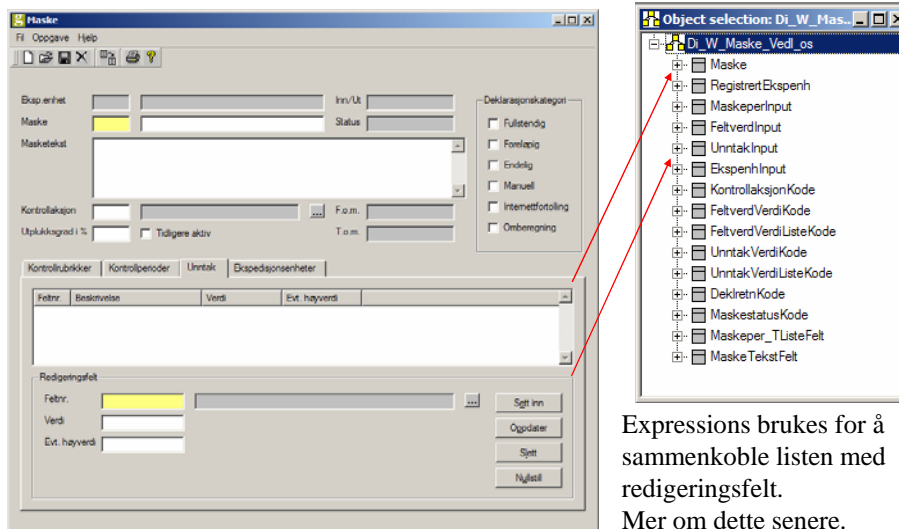 Maske
Fil Oppgave Hjelp
Eksp.enhet
Inn/Ut
Maske
Status
Masketekst
Kontrollaksjon
...
F.o.m.
Utplukksgrad i %
Tidligere aktiv
T.o.m.
Deklarasjonskategori
Fullstendig
Foreløpig
Endelig
Manuell
Internettfortolling
Omberegning
Kontrollrubrikker Kontrollperioder Unntak Ekspedisjonsenheter
Feltnr. Beskrivelse Verdi Evt. høyverdi
Redigeringsfelt
Feltnr.
...
Verdi
Evt. høyverdi
Sett inn
Oppdater
Slett
Nullstill
Object selection: Di_W_Mas..
Di_W_Maske_Vedl_os
Maske
RegistrertEkspenh
MaskeperInput
FeltverdInput
UnntakInput
EkspenhInput
KontrollaksjonKode
FeltverdVerdiKode
FeltverdVerdiListeKode
UnntakVerdiKode
UnntakVerdiListeKode
DeklretnKode
MaskestatusKode
Maskeper_TListeFelt
MaskeTekstFelt
Expressions brukes for å
sammenkoble listen med
redigeringsfelt.
Mer om dette senere.